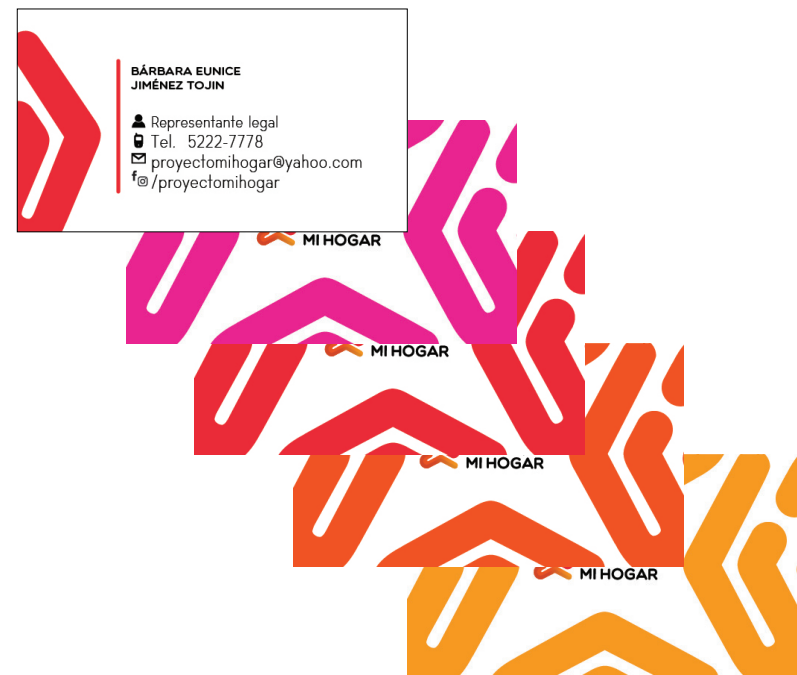 BÁRBARA EUNICE
JIMÉNEZ TOJIN
Representante legal
Tel. 5222-7778
proyectomihogar@yahoo.com
/proyectomihogar
MI HOGAR
MI HOGAR
MI HOGAR
MI HOGAR